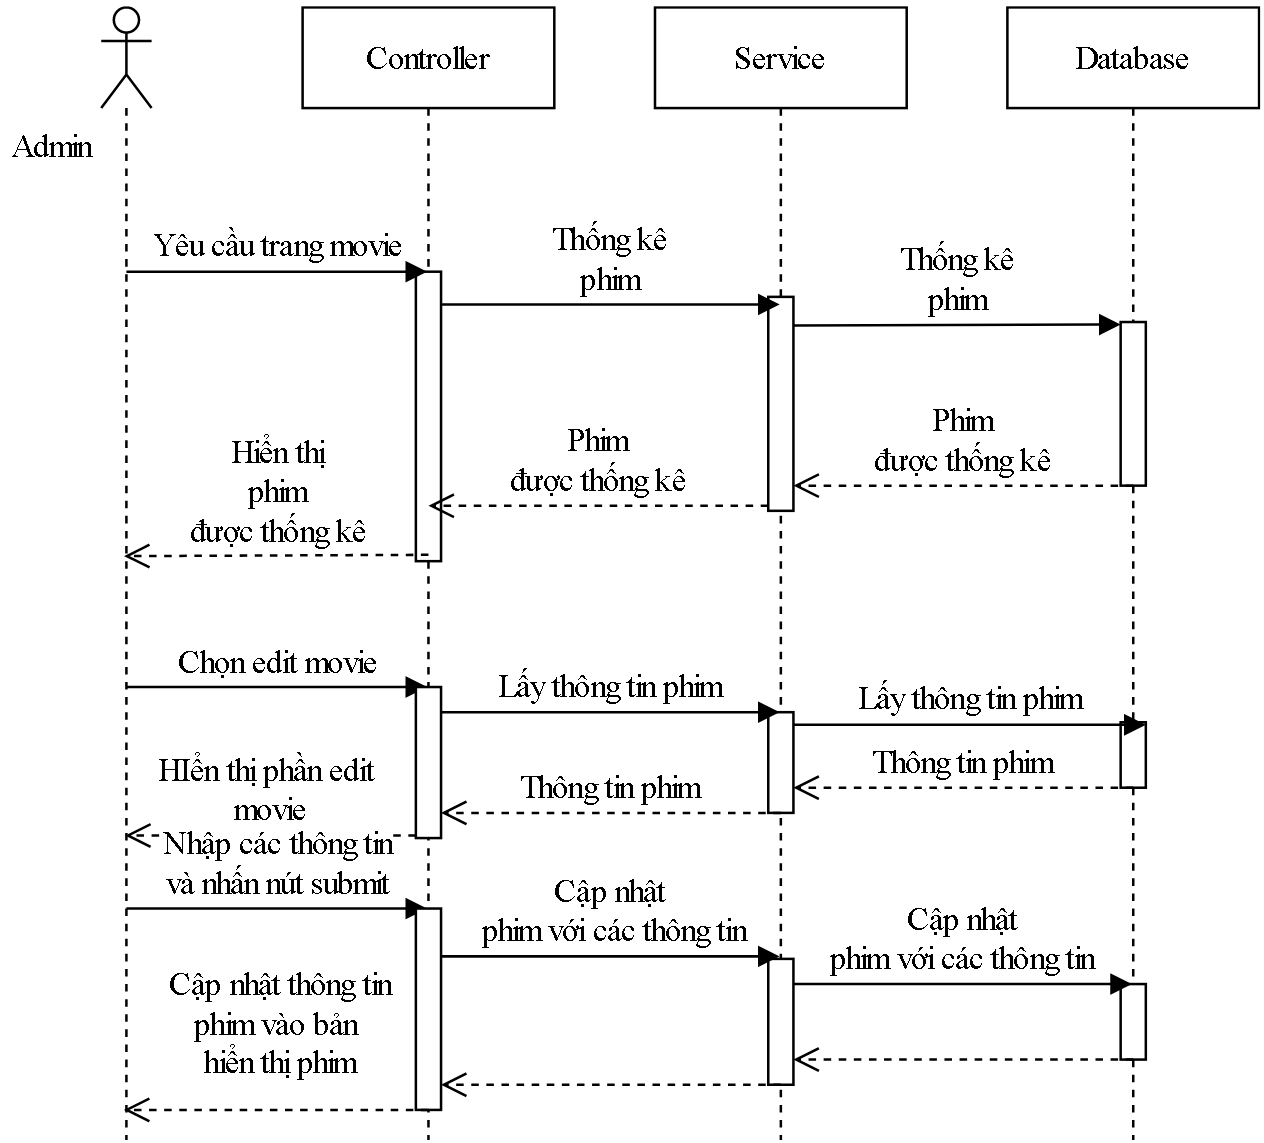 Controller
Service
Database
Admin
Yêu cầu trang movie
Thống kê
phim
Thống kê
phim
Phim
được thống kê
Phim
được thống kê
Hiển thị
phim
được thống kê
Chọn edit movie
Lấy thông tin phim
Lấy thông tin phim
Thông tin phim
Thông tin phim
HIển thị phần edit
movie
Nhập các thông tin
và nhấn nút submit
Cập nhật
phim với các thông tin
Cập nhật
phim với các thông tin
Cập nhật thông tin
phim vào bản
hiển thị phim